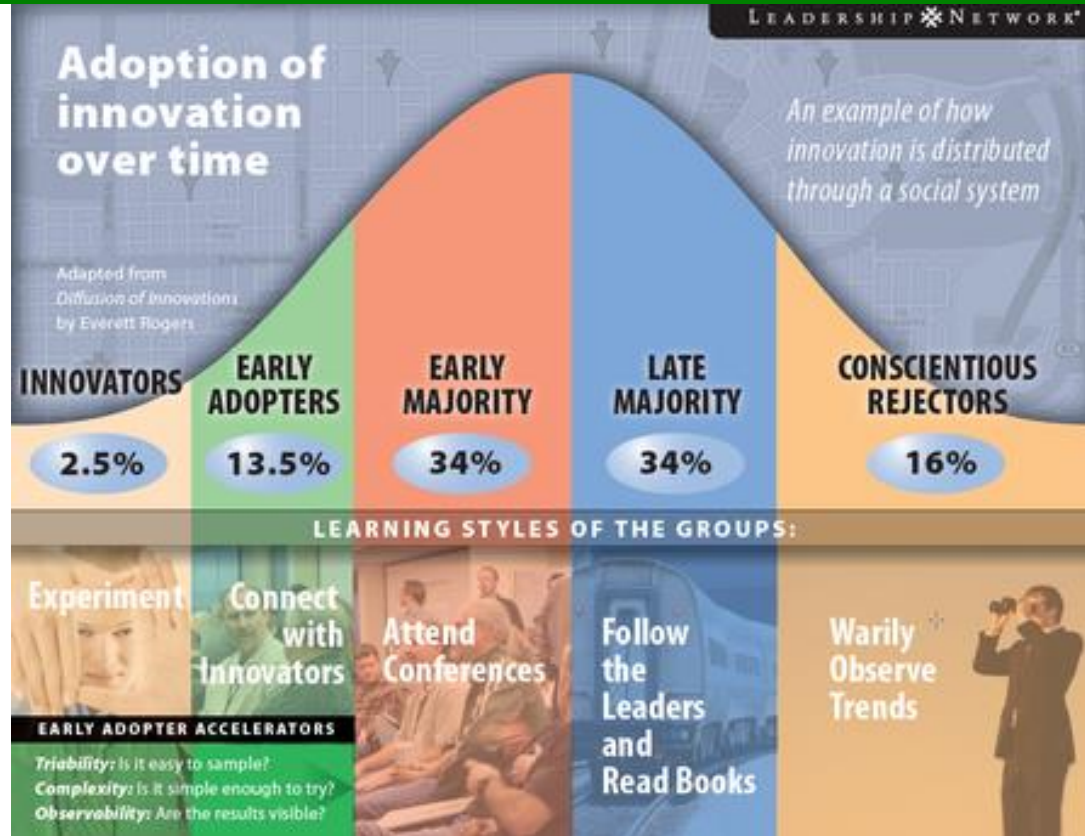 LEADERSHIP NETWORK®
Adoption of
innovation
over time
An example of how
innovation is distributed
through a social system
Adapted from
Diffusion of Innovations
by Everett Rogers
INNOVATORS
2.5%
EARLY
ADOPTERS
13.5%
EARLY
MAJORITY
34%
LATE
MAJORITY
34%
CONSCIENTIOUS
REJECTORS
16%
LEARNING STYLES OF THE GROUPS:
Experiment
Connect
with
Innovators
Attend
Conferences
Follow
the
Leaders
and
Read Books
Warily
Observe
Trends
EARLY ADOPTER ACCELERATORS
Triability: Is it easy to sample?
Complexity: Is it simple enough to try?
Observability: Are the results visible?